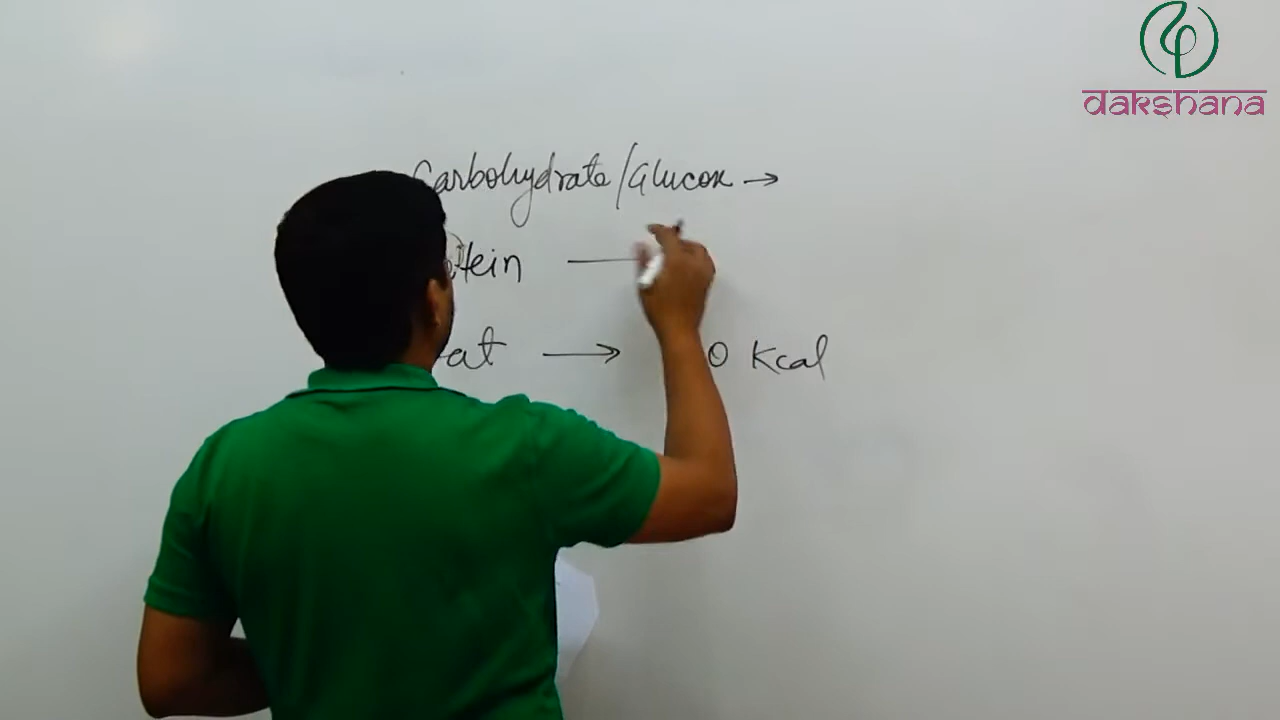 dakshana
Carbohydrate/Glucose →
tein →
at → 0 Kcal